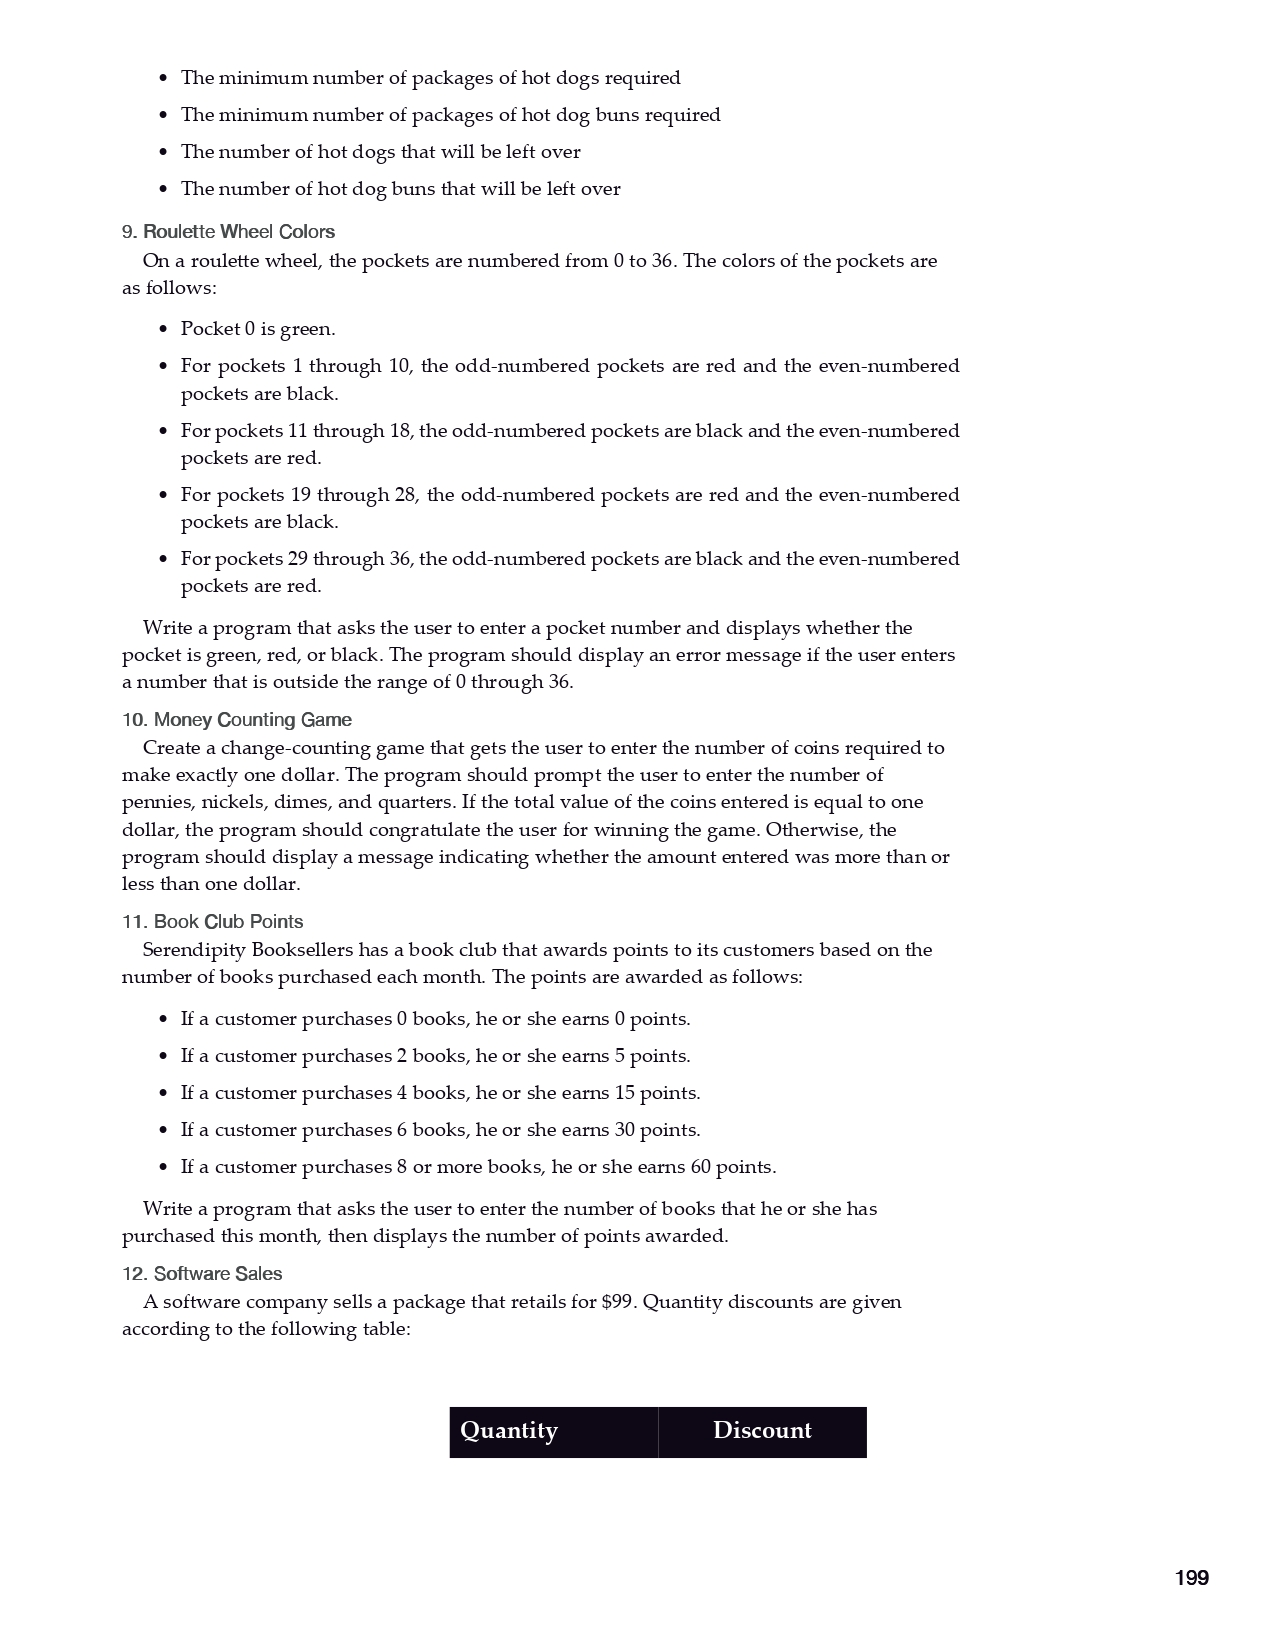 • The minimum number of packages of hot dogs required
• The minimum number of packages of hot dog buns required
• The number of hot dogs that will be left over
• The number of hot dog buns that will be left over
9. Roulette Wheel Colors
On a roulette wheel, the pockets are numbered from 0 to 36. The colors of the pockets are
as follows:
• Pocket 0 is green.
• For pockets 1 through 10, the odd-numbered pockets are red and the even-numbered
pockets are black.
• For pockets 11 through 18, the odd-numbered pockets are black and the even-numbered
pockets are red.
• For pockets 19 through 28, the odd-numbered pockets are red and the even-numbered
pockets are black.
• For pockets 29 through 36, the odd-numbered pockets are black and the even-numbered
pockets are red.
Write a program that asks the user to enter a pocket number and displays whether the
pocket is green, red, or black. The program should display an error message if the user enters
a number that is outside the range of 0 through 36.
10. Money Counting Game
Create a change-counting game that gets the user to enter the number of coins required to
make exactly one dollar. The program should prompt the user to enter the number of
pennies, nickels, dimes, and quarters. If the total value of the coins entered is equal to one
dollar, the program should congratulate the user for winning the game. Otherwise, the
program should display a message indicating whether the amount entered was more than or
less than one dollar.
11. Book Club Points
Serendipity Booksellers has a book club that awards points to its customers based on the
number of books purchased each month. The points are awarded as follows:
• If a customer purchases 0 books, he or she earns 0 points.
• If a customer purchases 2 books, he or she earns 5 points.
• If a customer purchases 4 books, he or she earns 15 points.
• If a customer purchases 6 books, he or she earns 30 points.
• If a customer purchases 8 or more books, he or she earns 60 points.
Write a program that asks the user to enter the number of books that he or she has
purchased this month, then displays the number of points awarded.
12. Software Sales
A software company sells a package that retails for $99. Quantity discounts are given
according to the following table:
Quantity Discount
199